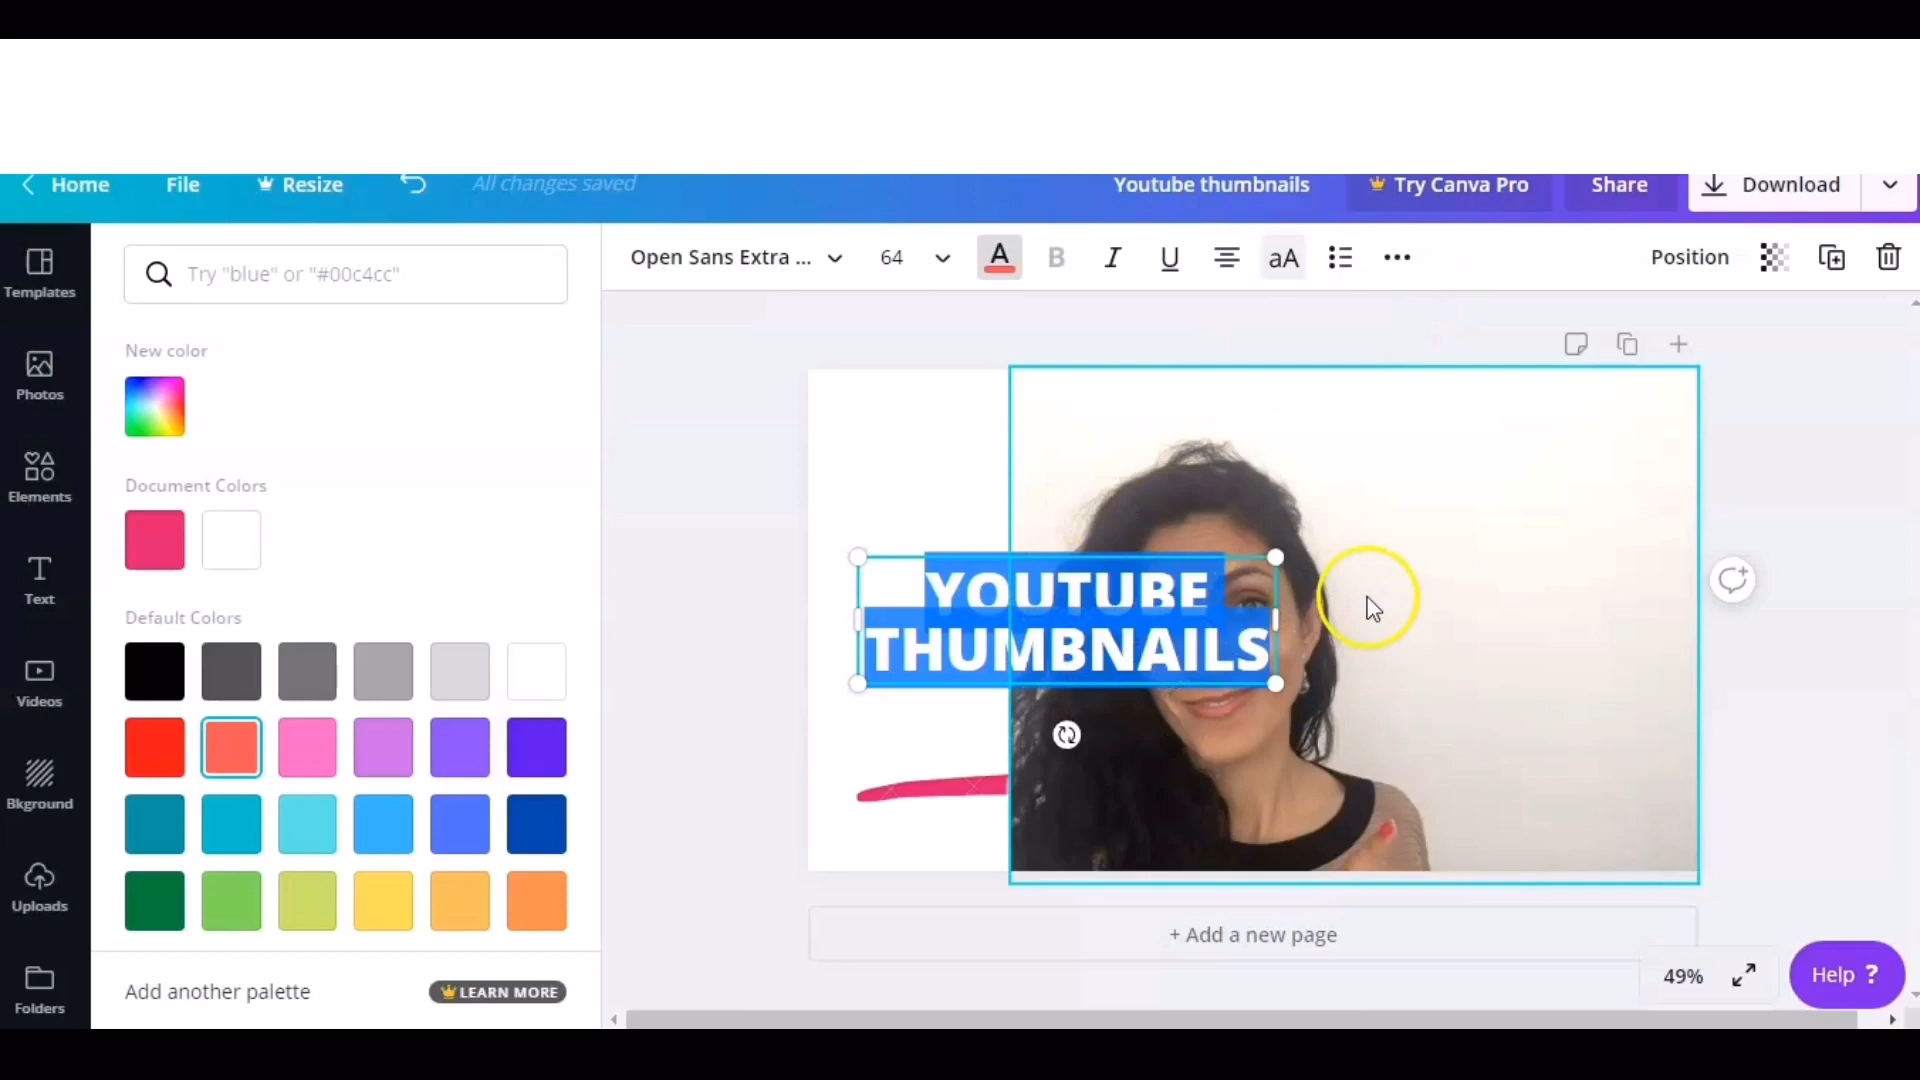 Home File Resize All changes saved Youtube thumbnails Try Canva Pro Share Download
Templates
Photos
Elements
Text
Videos
Bkground
Uploads
Folders
Try "blue" or "#00c4cc"
New color
Document Colors
Default Colors
Add another palette LEARN MORE
Open Sans Extra ... 64 A B I U aA Position
YOUTUBE
THUMBNAILS
+ Add a new page
49% Help ?